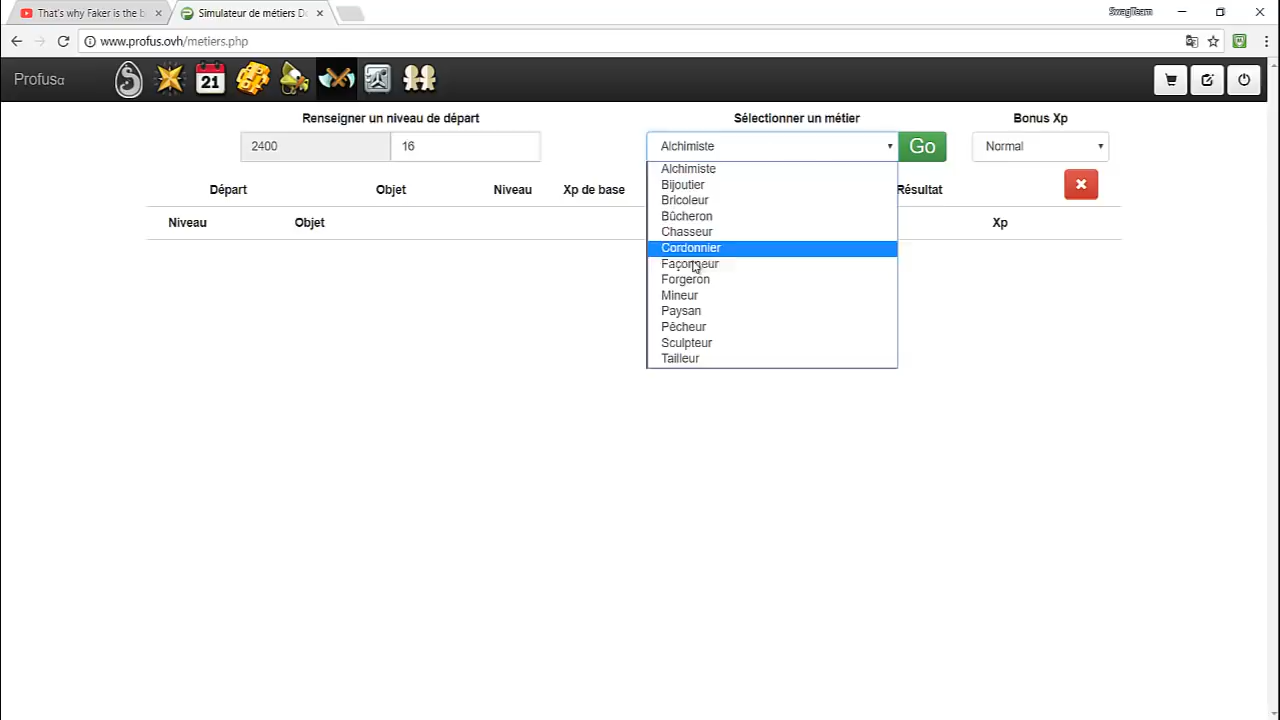 That's why Faker is the b
Simulateur de métiers D
SwagTeam
www.profus.ovh/metiers.php
Profusα
21
Renseigner un niveau de départ
Sélectionner un métier
Bonus Xp
2400
16
Alchimiste
Go
Normal
Alchimiste
Bijoutier
Bricoleur
Bûcheron
Chasseur
Cordonnier
Façonneur
Forgeron
Mineur
Paysan
Pêcheur
Sculpteur
Tailleur
Départ
Objet
Niveau
Xp de base
Résultat
Niveau
Objet
Xp